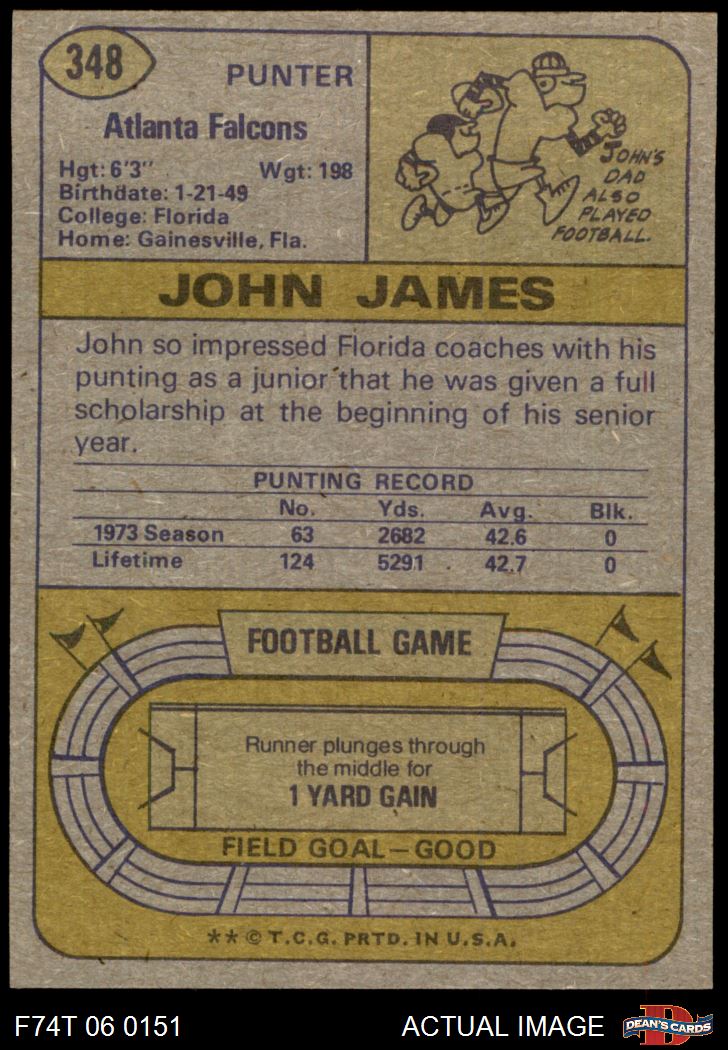 348
PUNTER
Atlanta Falcons
Hgt: 6'3" Wgt: 198
Birthdate: 1-21-49
College: Florida
Home: Gainesville, Fla.
JOHN'S
DAD
ALSO
PLAYED
FOOTBALL.
JOHN JAMES
John so impressed Florida coaches with his
punting as a junior that he was given a full
scholarship at the beginning of his senior
year.
PUNTING RECORD
No. Yds. Avg. Blk.
1973 Season 63 2682 42.6 0
Lifetime 124 5291 42.7 0
FOOTBALL GAME
Runner plunges through
the middle for
1 YARD GAIN
FIELD GOAL—GOOD
** © T.C.G. PRTD. IN U.S.A.
F74T 06 0151 ACTUAL IMAGE
D
DEAN'S CARDS